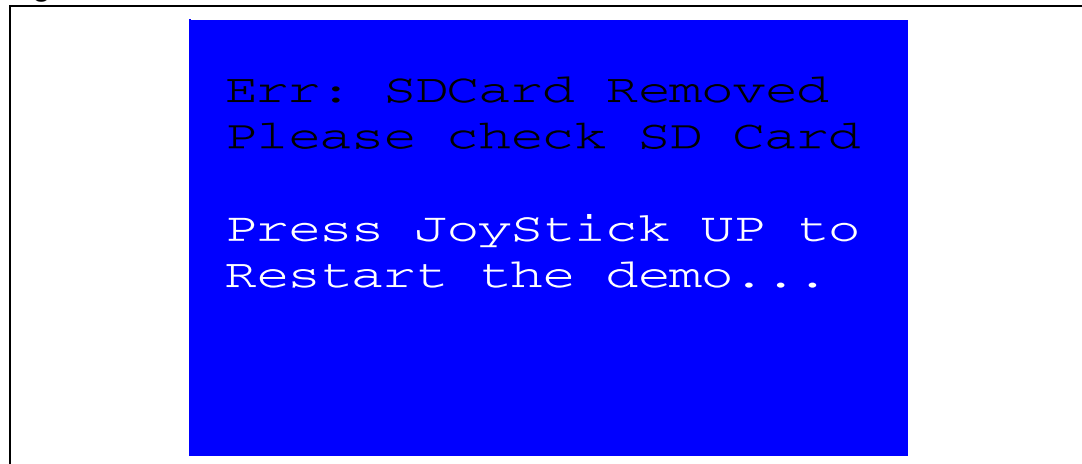 Err: SDCard Removed
Please check SD Card
Press JoyStick UP to
Restart the demo...